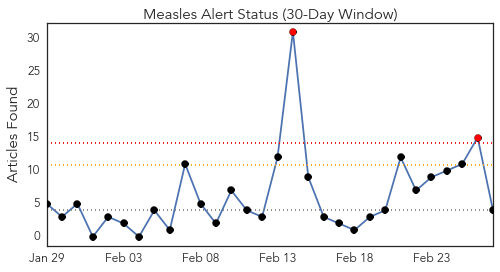 Measles Alert Status (30-Day Window)
Articles Found
30
25
20
15
10
5
0
Jan 29 Feb 03 Feb 08 Feb 13 Feb 18 Feb 23